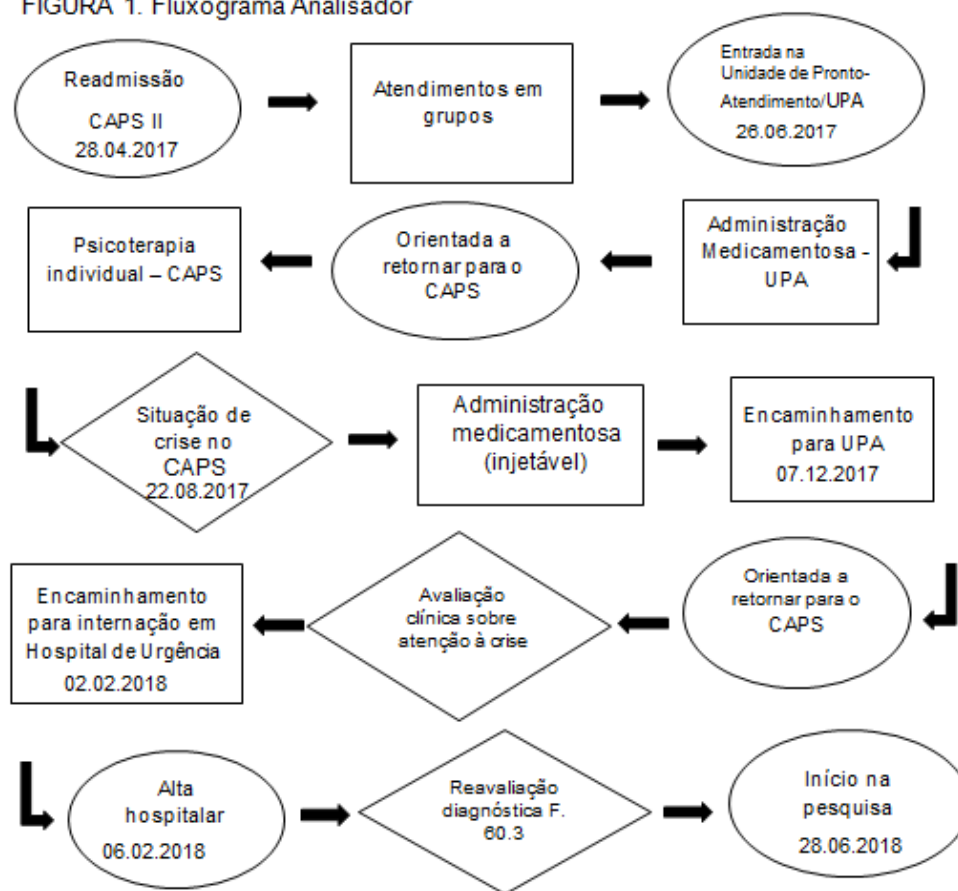 FIGURA 1. Fluxograma Analisador
Readmissão
CAPS II
28.04.2017
Atendimentos em
grupos
Entrada na
Unidade de Pronto-
Atendimento/UPA
26.06.2017
Administração
Medicamentosa -
UPA
Orientada a
retornar para o
CAPS
Psicoterapia
individual – CAPS
Situação de
crise no
CAPS
22.08.2017
Administração
medicamentosa
(injetável)
Encaminhamento
para UPA
07.12.2017
Orientada a
retornar para o
CAPS
Avaliação
clínica sobre
atenção à crise
Encaminhamento
para internação em
Hospital de Urgência
02.02.2018
Alta
hospitalar
06.02.2018
Reavaliação
diagnóstica F.
60.3
Início na
pesquisa
28.06.2018